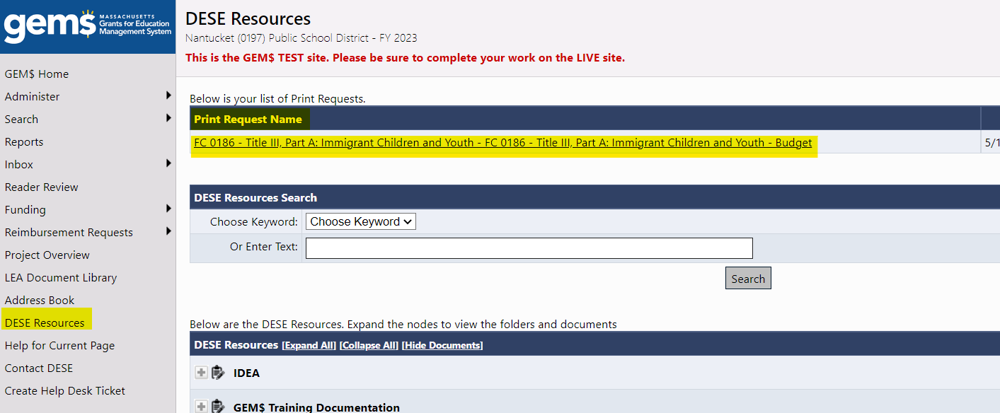 gem$ MASSACHUSETTS
Grants for Education
Management System
DESE Resources
Nantucket (0197) Public School District - FY 2023
This is the GEM$ TEST site. Please be sure to complete your work on the LIVE site.
GEM$ Home
Administer
Search
Reports
Inbox
Reader Review
Funding
Reimbursement Requests
Project Overview
LEA Document Library
Address Book
DESE Resources
Help for Current Page
Contact DESE
Create Help Desk Ticket
Below is your list of Print Requests.
Print Request Name
FC 0186 - Title III, Part A: Immigrant Children and Youth - FC 0186 - Title III, Part A: Immigrant Children and Youth - Budget 5/1
DESE Resources Search
Choose Keyword: Choose Keyword
Or Enter Text:
Search
Below are the DESE Resources. Expand the nodes to view the folders and documents
DESE Resources [Expand All] [Collapse All] [Hide Documents]
IDEA
GEM$ Training Documentation